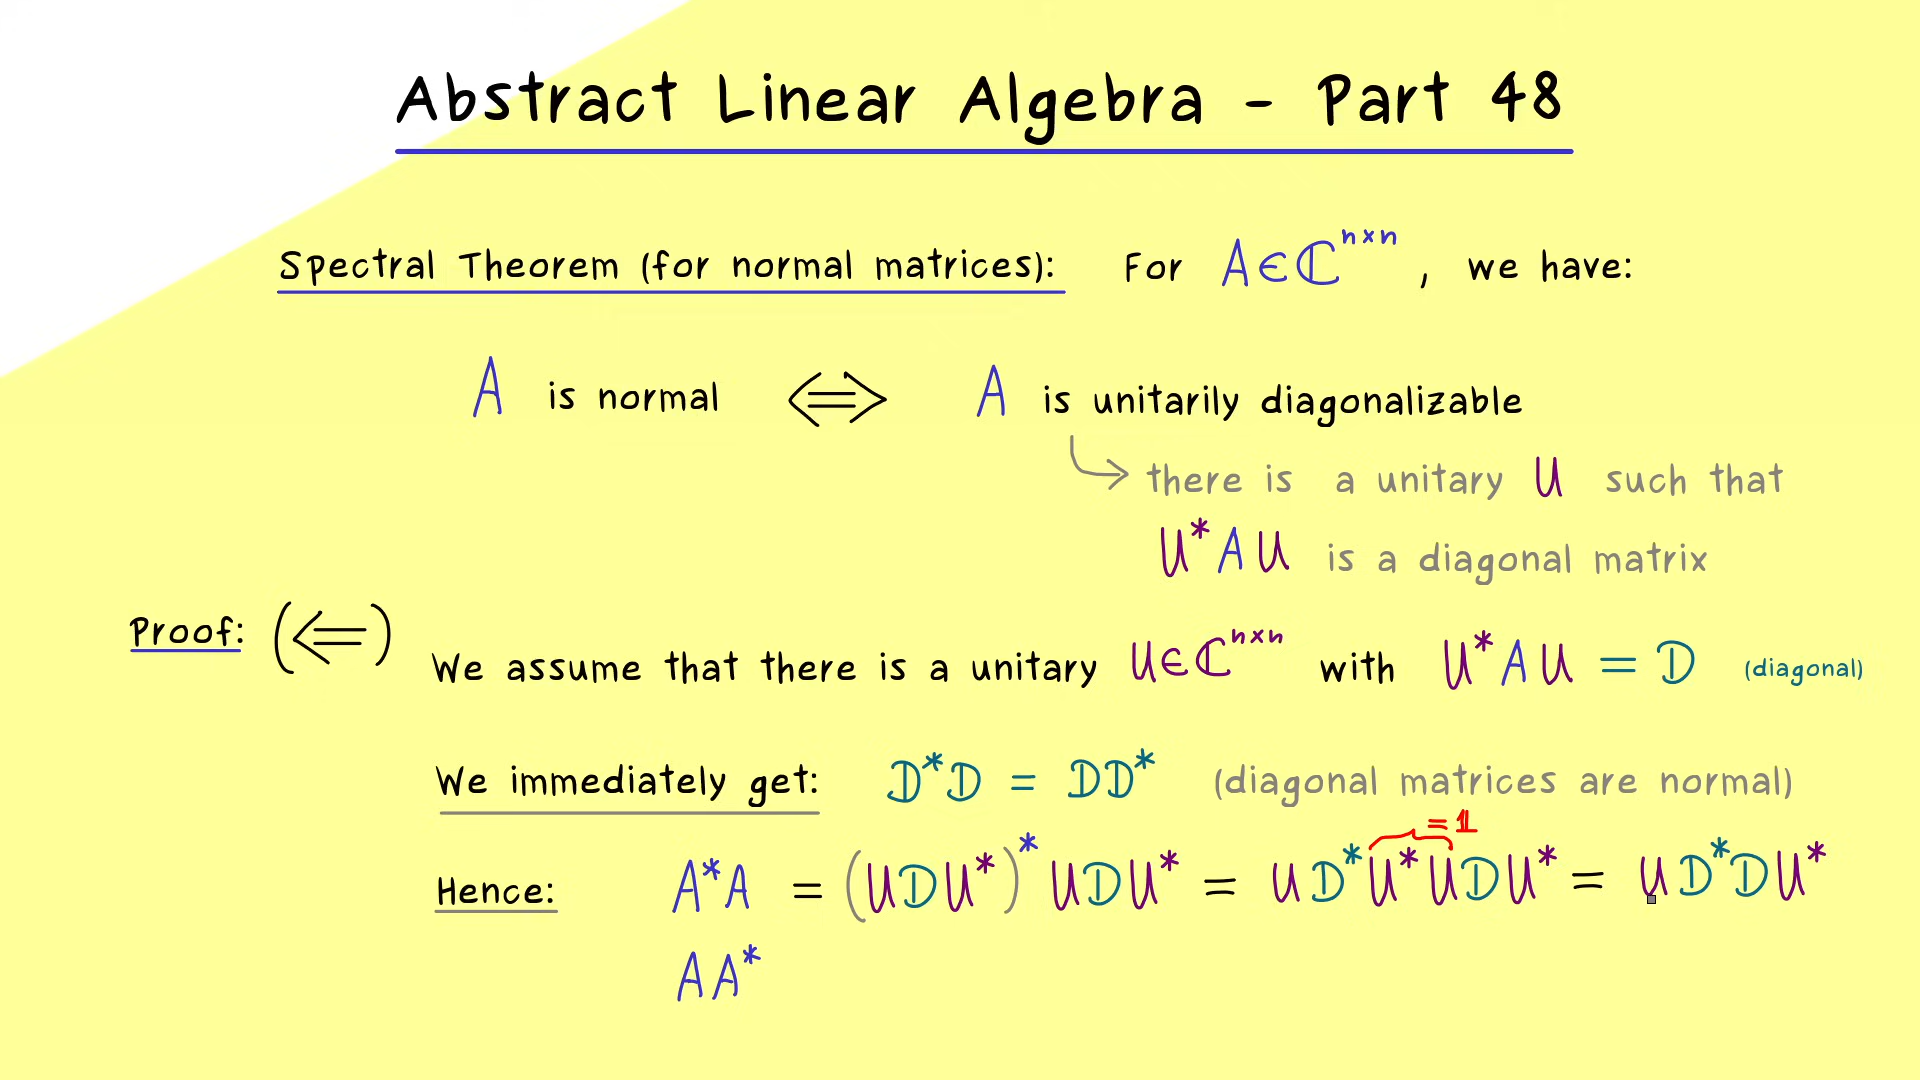 Abstract Linear Algebra - Part 48
Spectral Theorem (for normal matrices): For A∈ℂⁿˣⁿ, we have:
A is normal ⟺ A is unitarily diagonalizable
↳ there is a unitary U such that
U*AU is a diagonal matrix
Proof: (⟸)
We assume that there is a unitary U∈ℂⁿˣⁿ with U*AU = D (diagonal)
We immediately get: D*D = DD* (diagonal matrices are normal)
=𝟙
Hence: A*A = (UDU*)* UDU* = UD*U*UDU* = UD*DU*
AA*